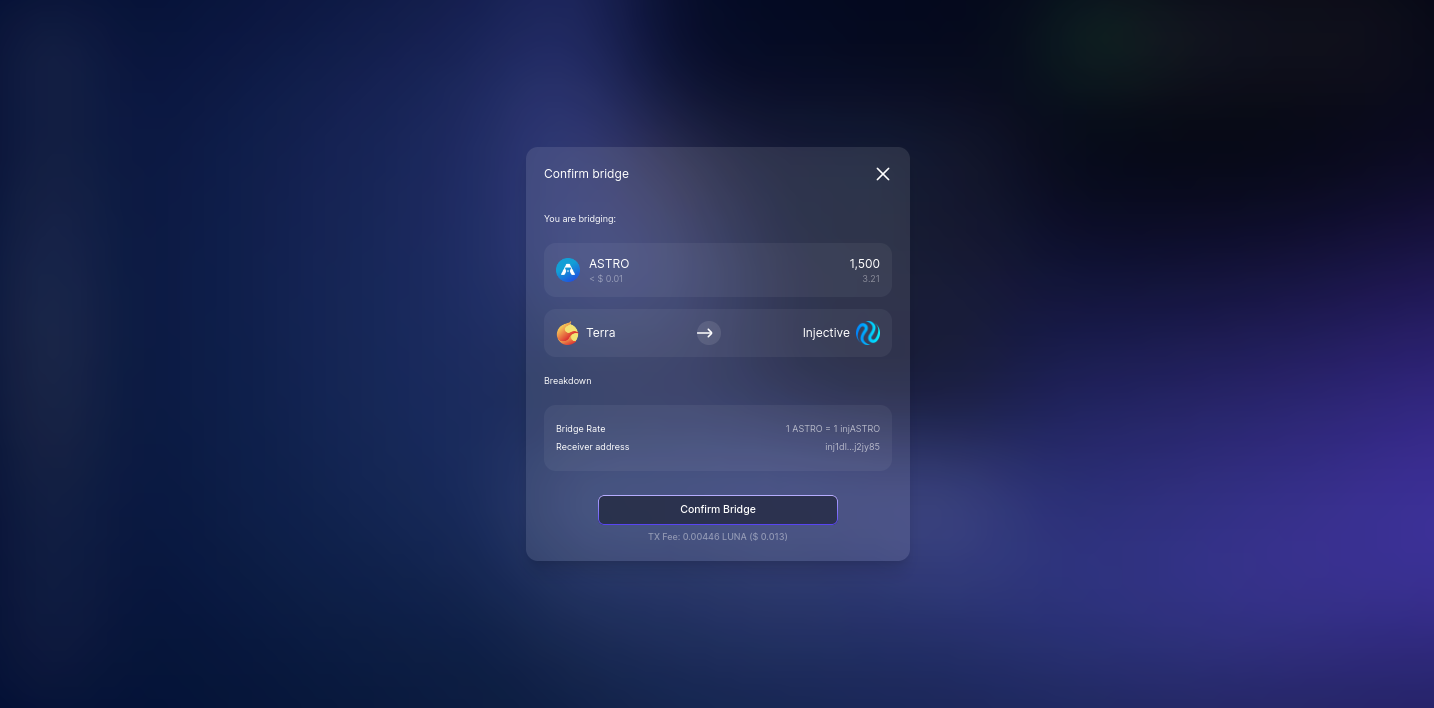 Confirm bridge
You are bridging:
ASTRO 1,500
< $ 0.01 3.21
Terra Injective
Breakdown
Bridge Rate 1 ASTRO = 1 injASTRO
Receiver address inj1dl...j2jy85
Confirm Bridge
TX Fee: 0.00446 LUNA ($ 0.013)